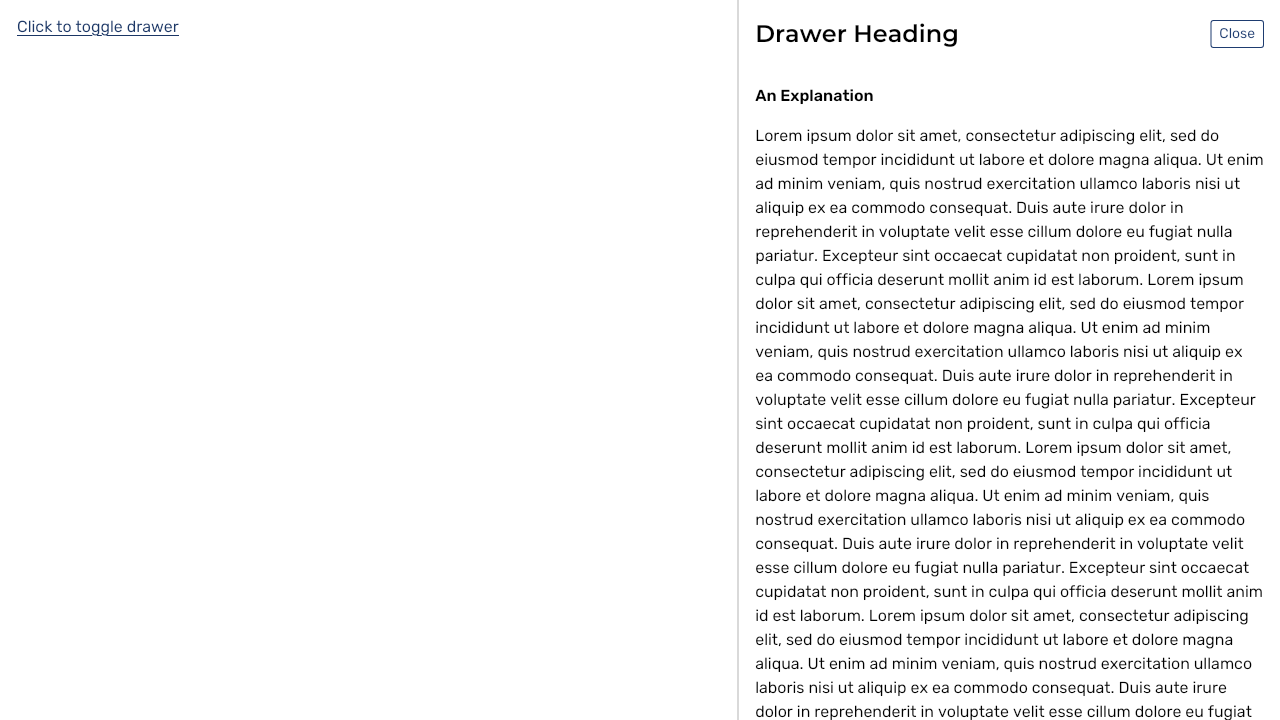 Click to toggle drawer
Drawer Heading
Close
An Explanation
Lorem ipsum dolor sit amet, consectetur adipiscing elit, sed do
eiusmod tempor incididunt ut labore et dolore magna aliqua. Ut enim
ad minim veniam, quis nostrud exercitation ullamco laboris nisi ut
aliquip ex ea commodo consequat. Duis aute irure dolor in
reprehenderit in voluptate velit esse cillum dolore eu fugiat nulla
pariatur. Excepteur sint occaecat cupidatat non proident, sunt in
culpa qui officia deserunt mollit anim id est laborum. Lorem ipsum
dolor sit amet, consectetur adipiscing elit, sed do eiusmod tempor
incididunt ut labore et dolore magna aliqua. Ut enim ad minim
veniam, quis nostrud exercitation ullamco laboris nisi ut aliquip ex
ea commodo consequat. Duis aute irure dolor in reprehenderit in
voluptate velit esse cillum dolore eu fugiat nulla pariatur. Excepteur
sint occaecat cupidatat non proident, sunt in culpa qui officia
deserunt mollit anim id est laborum. Lorem ipsum dolor sit amet,
consectetur adipiscing elit, sed do eiusmod tempor incididunt ut
labore et dolore magna aliqua. Ut enim ad minim veniam, quis
nostrud exercitation ullamco laboris nisi ut aliquip ex ea commodo
consequat. Duis aute irure dolor in reprehenderit in voluptate velit
esse cillum dolore eu fugiat nulla pariatur. Excepteur sint occaecat
cupidatat non proident, sunt in culpa qui officia deserunt mollit anim
id est laborum. Lorem ipsum dolor sit amet, consectetur adipiscing
elit, sed do eiusmod tempor incididunt ut labore et dolore magna
aliqua. Ut enim ad minim veniam, quis nostrud exercitation ullamco
laboris nisi ut aliquip ex ea commodo consequat. Duis aute irure
dolor in reprehenderit in voluptate velit esse cillum dolore eu fugiat